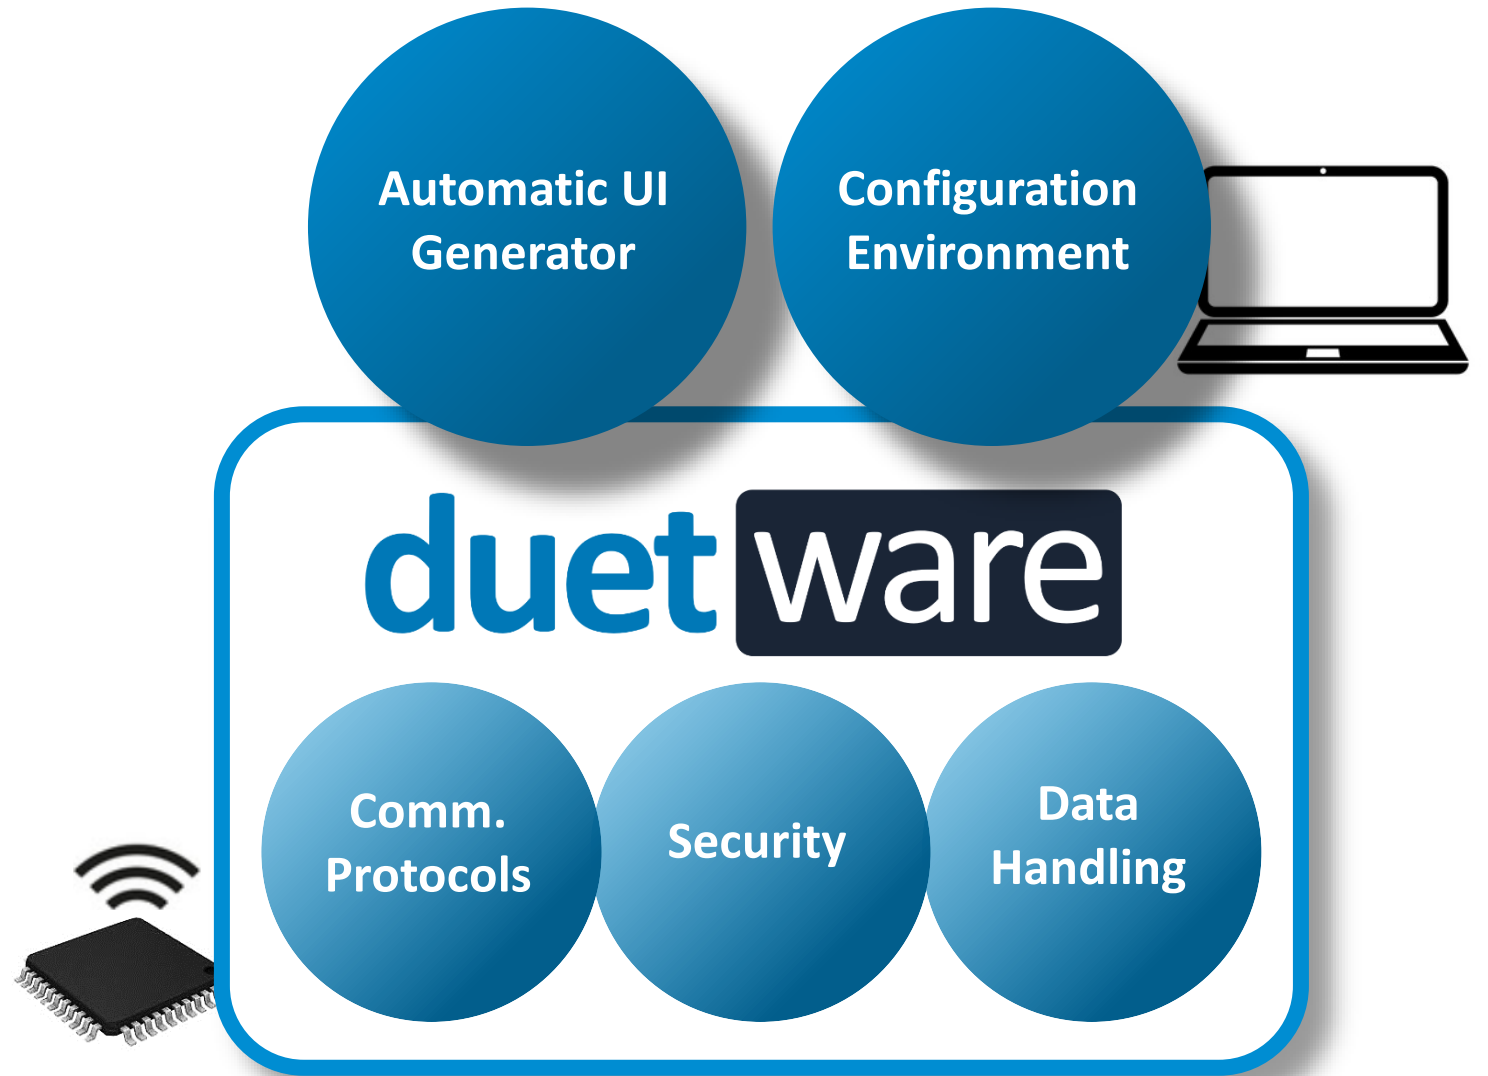 Automatic UI
Generator
Configuration
Environment
duet ware
Comm.
Protocols
Security
Data
Handling